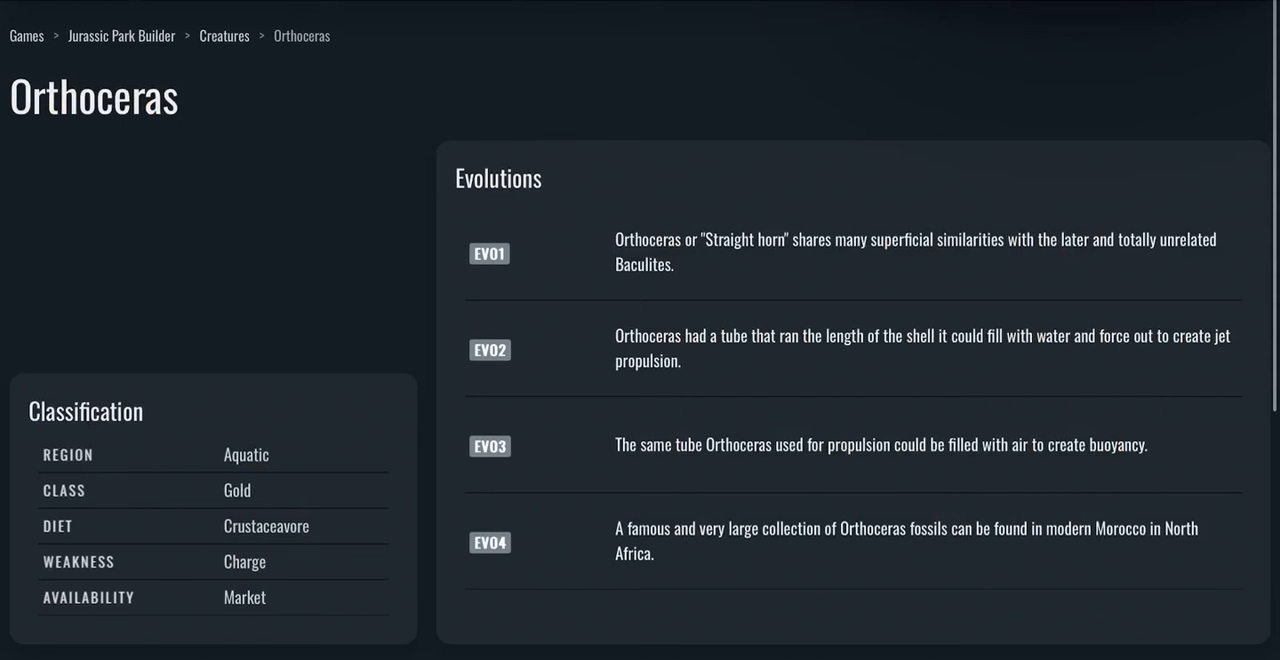 Games > Jurassic Park Builder > Creatures > Orthoceras
Orthoceras
Classification
REGION Aquatic
CLASS Gold
DIET Crustaceavore
WEAKNESS Charge
AVAILABILITY Market
Evolutions
EVO1 Orthoceras or "Straight horn" shares many superficial similarities with the later and totally unrelated
Baculites.
EVO2 Orthoceras had a tube that ran the length of the shell it could fill with water and force out to create jet
propulsion.
EVO3 The same tube Orthoceras used for propulsion could be filled with air to create buoyancy.
EVO4 A famous and very large collection of Orthoceras fossils can be found in modern Morocco in North
Africa.